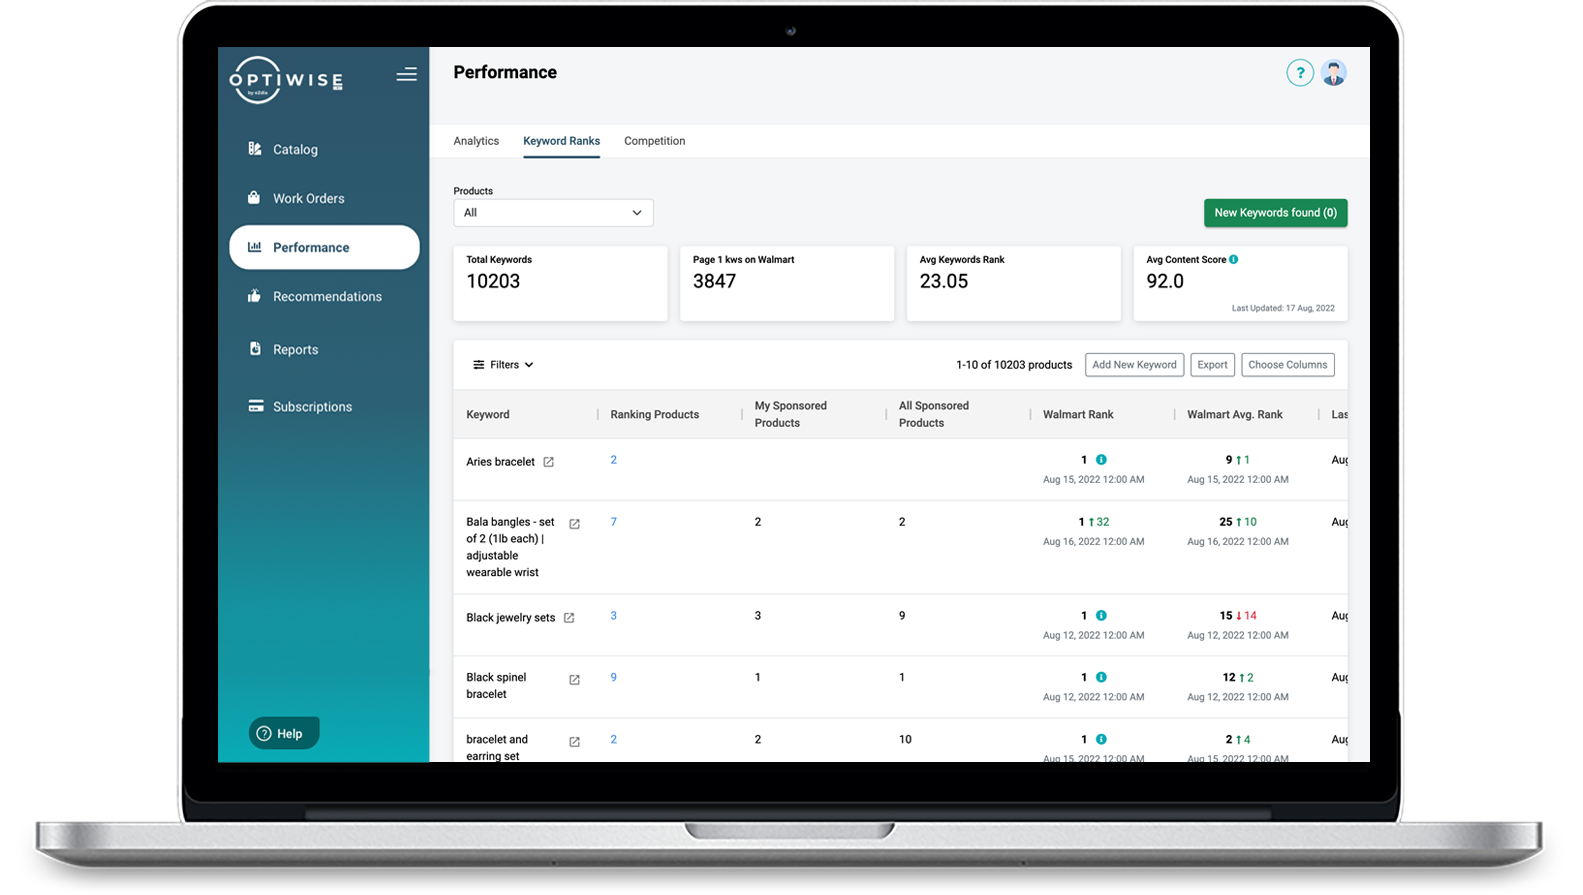 OPTIWISE
Performance
?
Catalog
Work Orders
Performance
Recommendations
Reports
Subscriptions
? Help
Analytics Keyword Ranks Competition
Products
All
New Keywords found (0)
Total Keywords
10203
Page 1 kws on Walmart
3847
Avg Keywords Rank
23.05
Avg Content Score i
92.0
Last Updated: 17 Aug, 2022
Filters
1-10 of 10203 products Add New Keyword Export Choose Columns
Keyword Ranking Products My Sponsored Products All Sponsored Products Walmart Rank Walmart Avg. Rank Las
Aries bracelet 2 1 i 9 ↑ 1 Aug
Aug 15, 2022 12:00 AM Aug 15, 2022 12:00 AM
Bala bangles - set 7 2 2 1 ↑ 32 25 ↑ 10 Aug
of 2 (1lb each) | Aug 16, 2022 12:00 AM Aug 16, 2022 12:00 AM
adjustable
wearable wrist
Black jewelry sets 3 3 9 1 i 15 ↓ 14 Aug
Aug 12, 2022 12:00 AM Aug 12, 2022 12:00 AM
Black spinel 9 1 1 1 i 12 ↑ 2 Aug
bracelet Aug 12, 2022 12:00 AM Aug 12, 2022 12:00 AM
bracelet and 2 2 10 1 i 2 ↑ 4 Aug
earring set Aug 15, 2022 12:00 AM Aug 15, 2022 12:00 AM